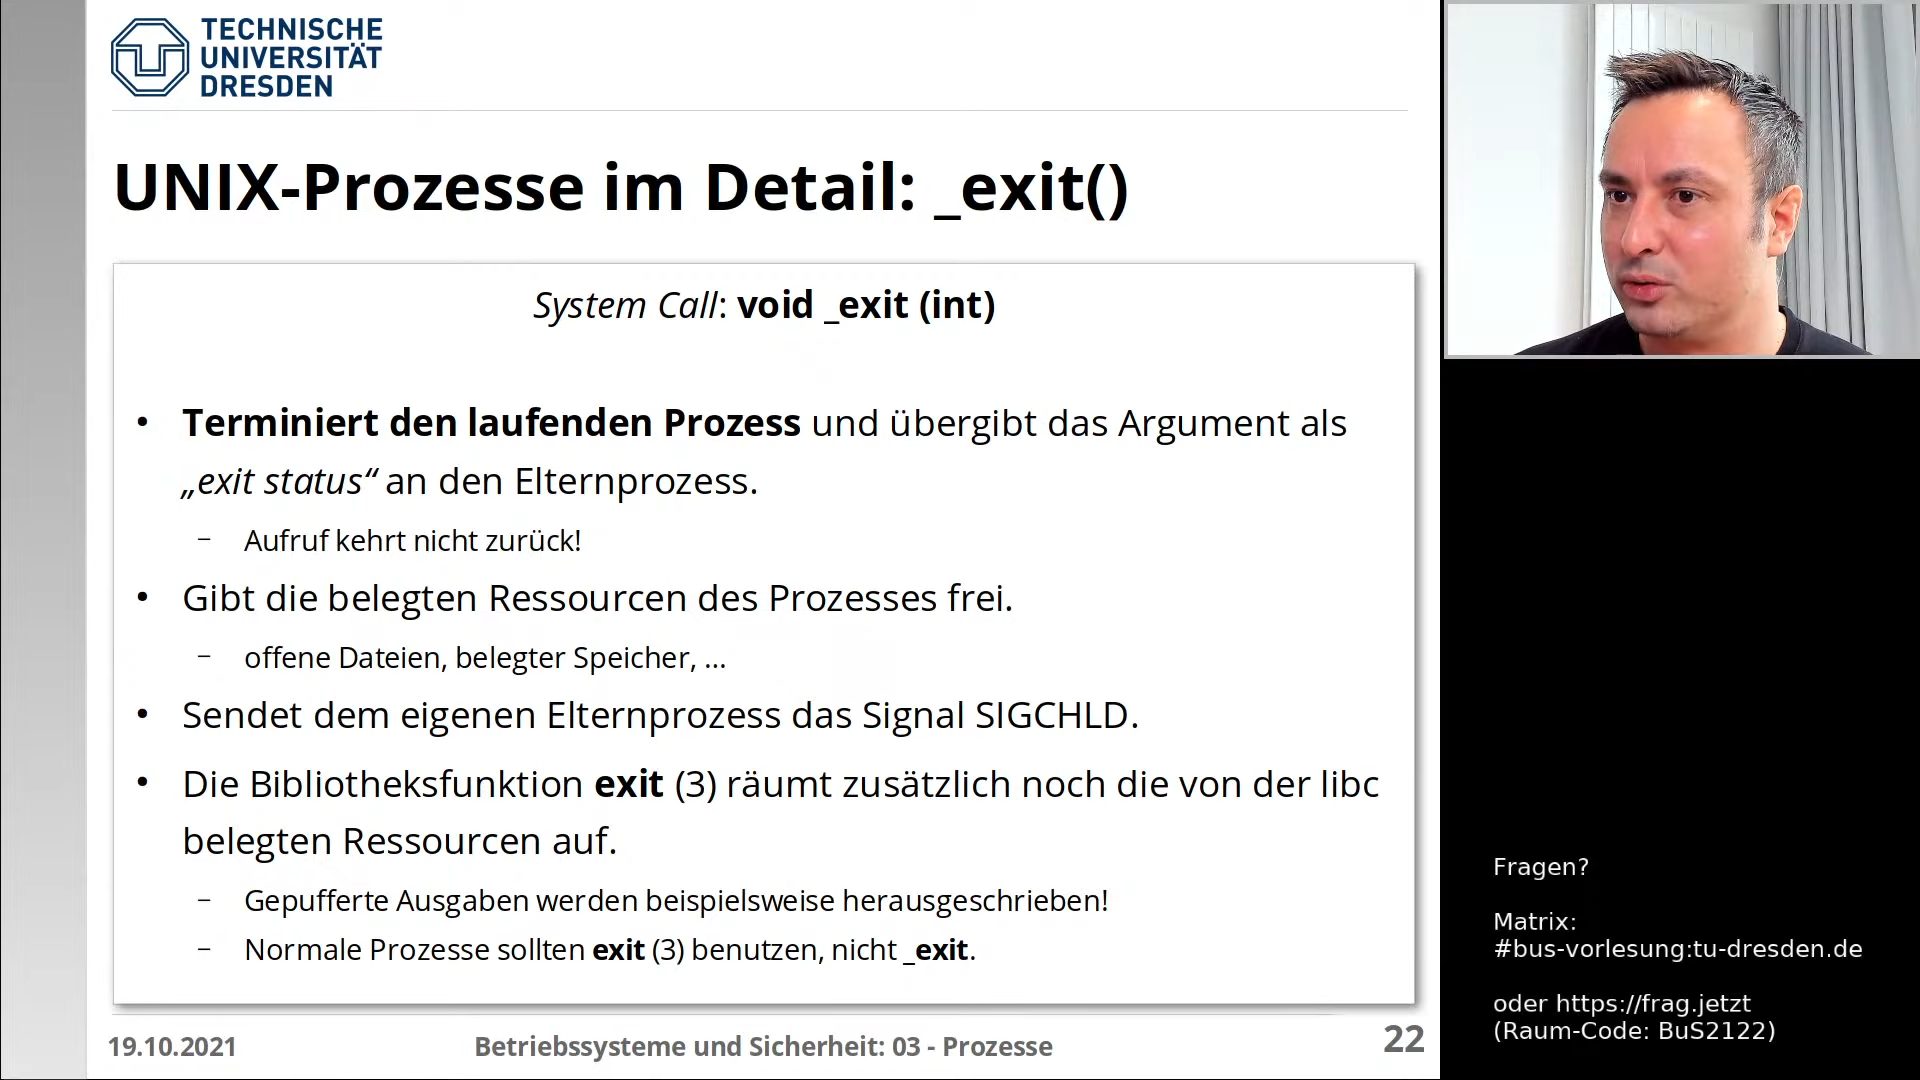 TECHNISCHE
UNIVERSITÄT
DRESDEN
UNIX-Prozesse im Detail: _exit()
System Call: void _exit (int)
• Terminiert den laufenden Prozess und übergibt das Argument als
„exit status“ an den Elternprozess.
– Aufruf kehrt nicht zurück!
• Gibt die belegten Ressourcen des Prozesses frei.
– offene Dateien, belegter Speicher, ...
• Sendet dem eigenen Elternprozess das Signal SIGCHLD.
• Die Bibliotheksfunktion exit (3) räumt zusätzlich noch die von der libc
belegten Ressourcen auf.
– Gepufferte Ausgaben werden beispielsweise herausgeschrieben!
– Normale Prozesse sollten exit (3) benutzen, nicht _exit.
19.10.2021 Betriebssysteme und Sicherheit: 03 - Prozesse 22
Fragen?
Matrix:
#bus-vorlesung:tu-dresden.de
oder https://frag.jetzt
(Raum-Code: BuS2122)